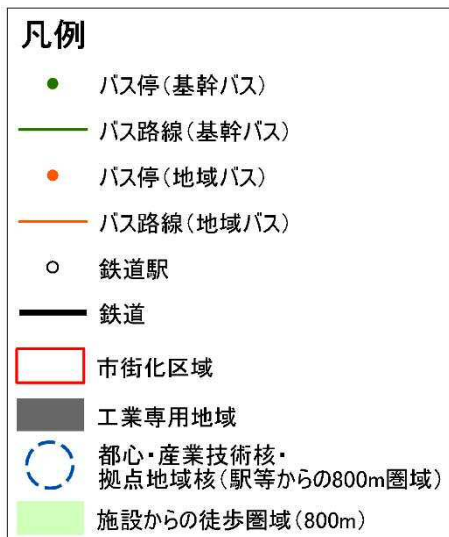 凡例
バス停(基幹バス)
バス路線(基幹バス)
バス停(地域バス)
バス路線(地域バス)
鉄道駅
鉄道
市街化区域
工業専用地域
都心・産業技術核・
拠点地域核(駅等からの800m圏域)
施設からの徒歩圏域(800m)